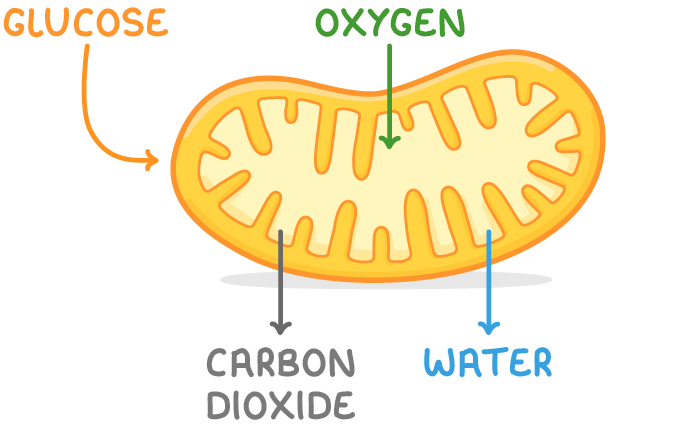 GLUCOSE
OXYGEN
CARBON
DIOXIDE
WATER